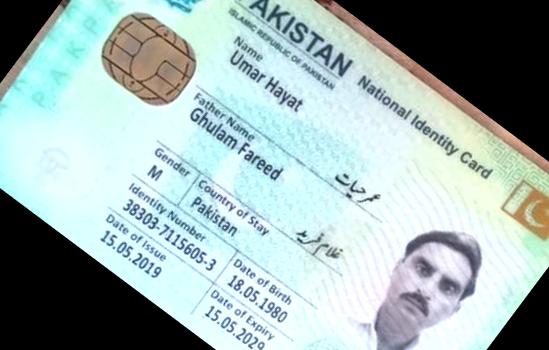 PAKISTAN National Identity Card
ISLAMIC REPUBLIC OF PAKISTAN
Name
Umar Hayat
عمر حیات
Father Name
Ghulam Fareed
غلام فرید
Gender Country of Stay
M Pakistan
Identity Number Date of Birth
38303-7115605-3 18.05.1980
Date of Issue Date of Expiry
15.05.2019 15.05.2029